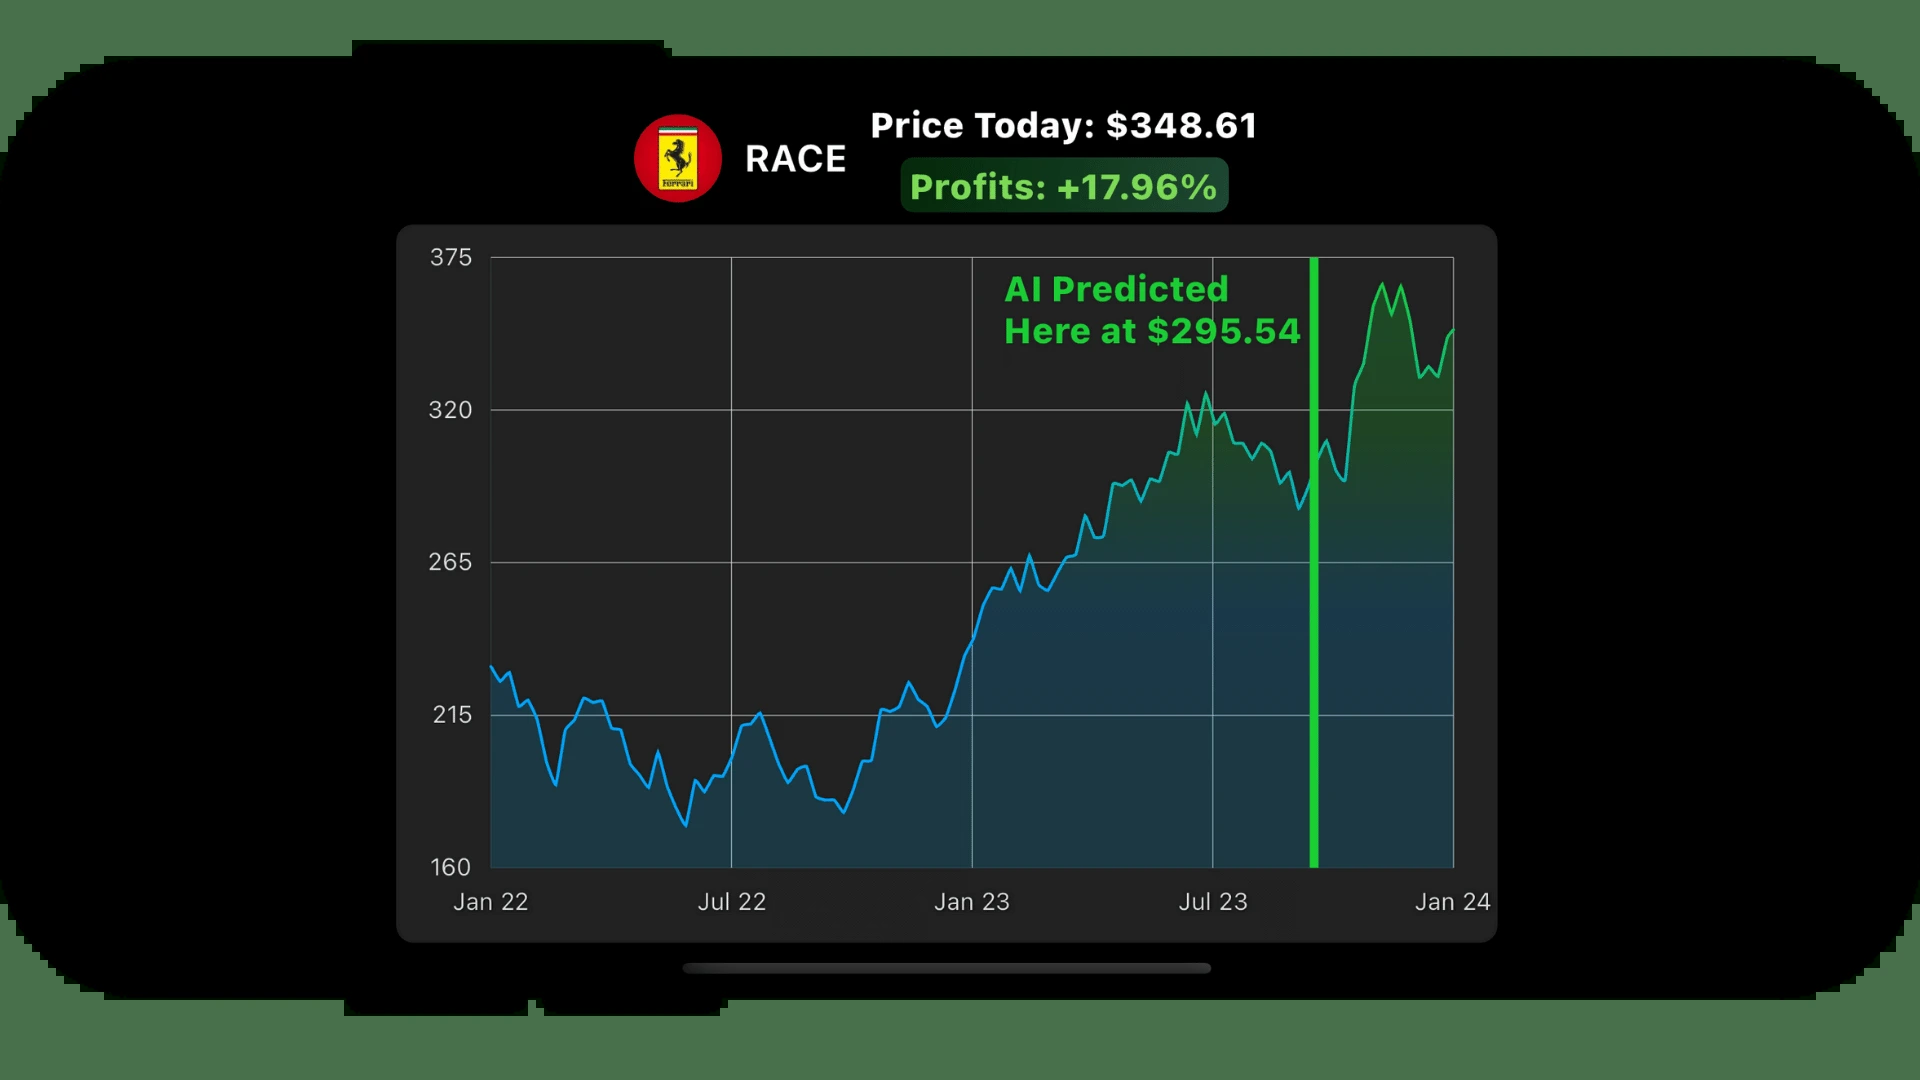 Price Today: $348.61
Ferrari
RACE
Profits: +17.96%
375
AI Predicted
Here at $295.54
320
265
215
160
Jan 22
Jul 22
Jan 23
Jul 23
Jan 24